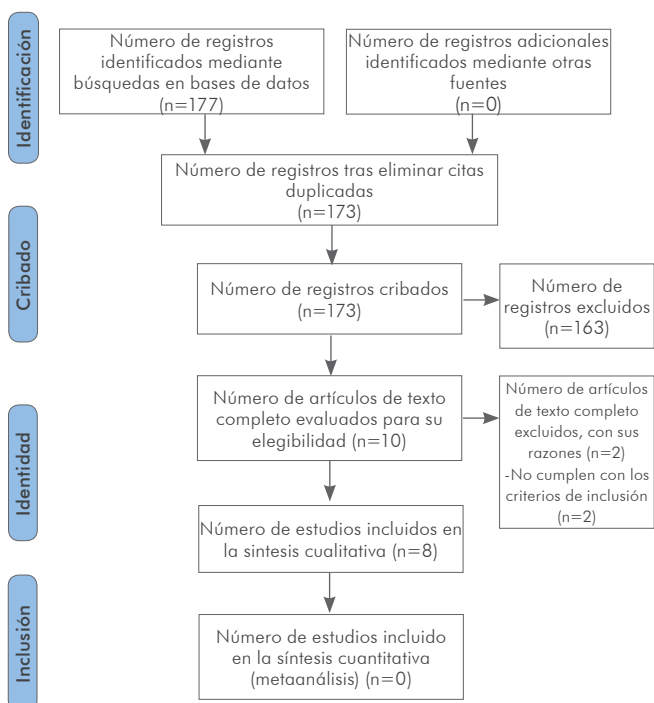 Identificación
Número de registros
identificados mediante
búsquedas en bases de datos
(n=177)
Número de registros adicionales
identificados mediante otras
fuentes
(n=0)
Número de registros tras eliminar citas
duplicadas
(n=173)
Cribado
Número de registros cribados
(n=173)
Número de
registros excluidos
(n=163)
Identidad
Número de artículos de texto
completo evaluados para su
elegibilidad (n=10)
Número de artículos
de texto completo
excluidos, con sus
razones (n=2)
-No cumplen con los
criterios de inclusión
(n=2)
Número de estudios incluidos en
la sintesis cualitativa (n=8)
Inclusión
Número de estudios incluido
en la síntesis cuantitativa
(metaanálisis) (n=0)